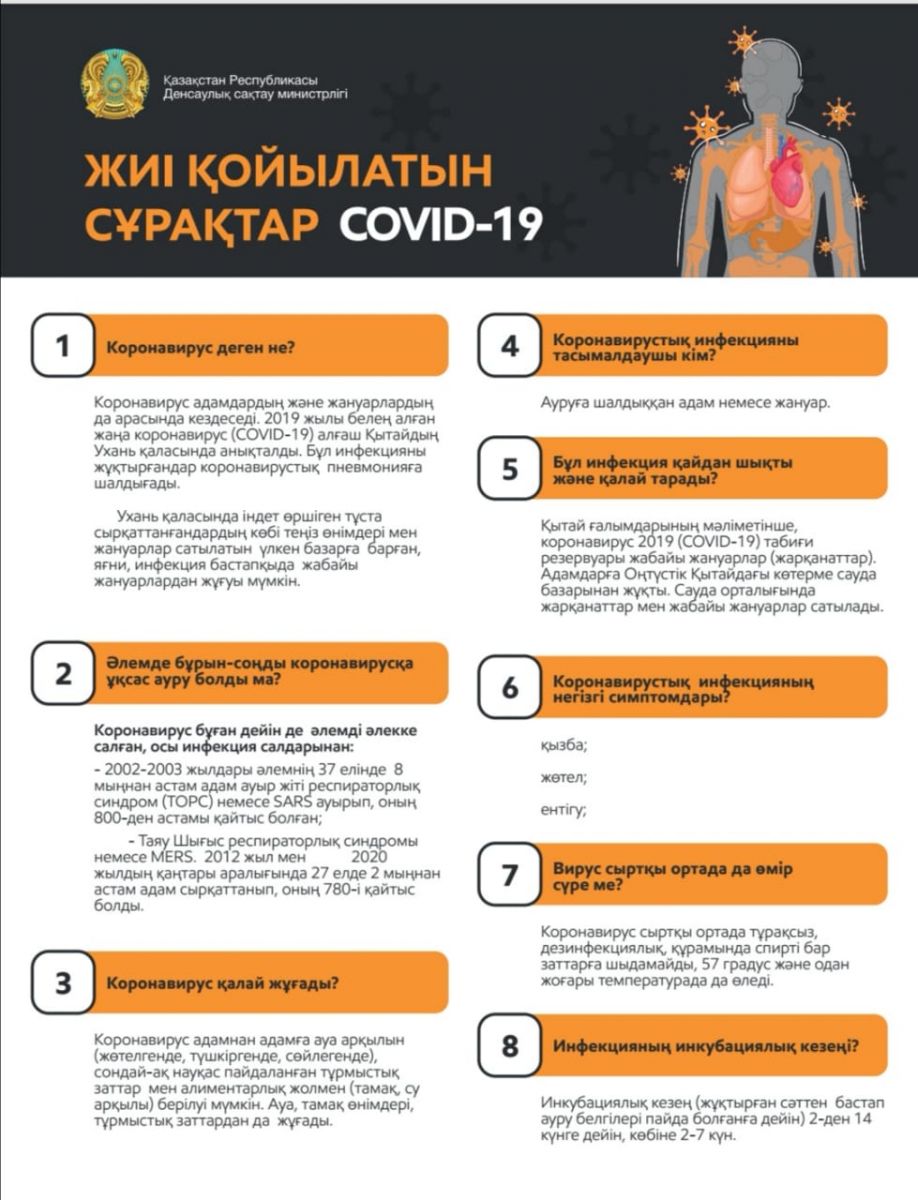 Қазақстан Республикасы
Денсаулық сақтау министрлігі
ЖИІ ҚОЙЫЛАТЫН
СҰРАҚТАР COVID-19
1
Коронавирус деген не?
Коронавирус адамдардың және жануарлардың
да арасында кездеседі. 2019 жылы белең алған
жаңа коронавирус (COVID-19) алғаш Қытайдың
Ухань қаласында анықталды. Бұл инфекцияны
жұқтырғандар коронавирустық пневмонияға
шалдығады.
Ухань қаласында індет өршіген тұста
сырқаттанғандардың көбі теңіз өнімдері мен
жануарлар сатылатын үлкен базарға барған,
яғни, инфекция бастапқыда жабайы
жануарлардан жұғуы мүмкін.
2
Әлемде бұрын-соңды коронавирусқа
ұқсас ауру болды ма?
Коронавирус бұған дейін де әлемді әлекке
салған, осы инфекция салдарынан:
- 2002-2003 жылдары әлемнің 37 елінде 8
мыңнан астам адам ауыр жіті респираторлық
синдром (ТОРС) немесе SARS ауырып, оның
800-ден астамы қайтыс болған;
- Таяу Шығыс респираторлық синдромы
немесе MERS. 2012 жыл мен 2020
жылдың қаңтары аралығында 27 елде 2 мыңнан
астам адам сырқаттанып, оның 780-і қайтыс
болды.
3
Коронавирус қалай жұғады?
Коронавирус адамнан адамға ауа арқылын
(жөтелгенде, түшкіргенде, сөйлегенде),
сондай-ақ науқас пайдаланған тұрмыстық
заттар мен алиментарлық жолмен (тамақ, су
арқылы) берілуі мүмкін. Ауа, тамақ өнімдері,
тұрмыстық заттардан да жұғады.
4
Коронавирустық инфекцияны
тасымалдаушы кім?
Ауруға шалдыққан адам немесе жануар.
5
Бұл инфекция қайдан шықты
және қалай тарады?
Қытай ғалымдарының мәліметінше,
коронавирус 2019 (COVID-19) табиғи
резервуары жабайы жануарлар (жарқанаттар).
Адамдарға Оңтүстік Қытайдағы көтерме сауда
базарынан жұқты. Сауда орталығында
жарқанаттар мен жабайы жануарлар сатылады.
6
Коронавирустық инфекцияның
негізгі симптомдары?
қызба;
жөтел;
ентігу;
7
Вирус сыртқы ортада да өмір
сүре ме?
Коронавирус сыртқы ортада тұрақсыз,
дезинфекциялық, құрамында спирті бар
заттарға шыдамайды, 57 градус және одан
жоғары температурада да өледі.
8
Инфекцияның инкубациялық кезеңі?
Инкубациялық кезең (жұқтырған сәттен бастап
ауру белгілері пайда болғанға дейін) 2-ден 14
күнге дейін, көбіне 2-7 күн.